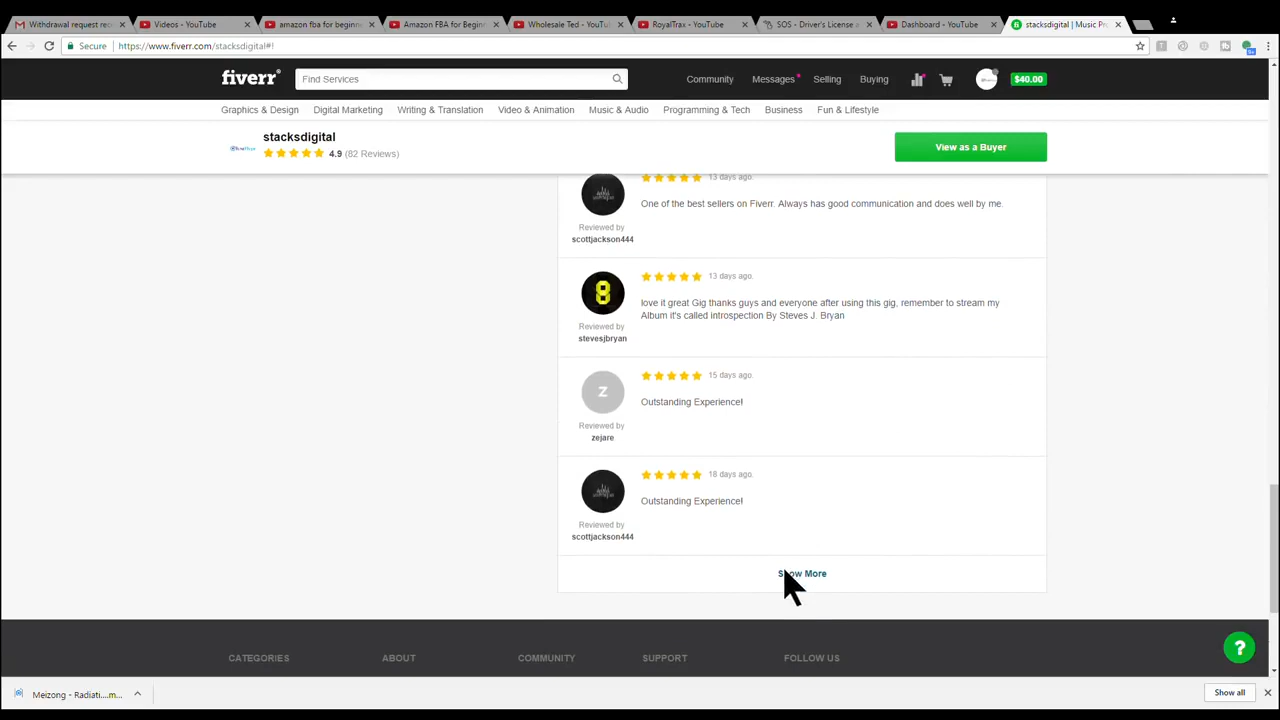 Withdrawal request rec
Videos - YouTube
amazon fba for beginn
Amazon FBA for Beginn
Wholesale Ted - YouTu
RoyalTrax - YouTube
SOS - Driver's License a
Dashboard - YouTube
stacksdigital | Music Pr
Secure https://www.fiverr.com/stacksdigital#!
fiverr
Find Services
Community Messages Selling Buying $40.00
Graphics & Design Digital Marketing Writing & Translation Video & Animation Music & Audio Programming & Tech Business Fun & Lifestyle
stacksdigital
4.9 (82 Reviews)
View as a Buyer
13 days ago.
One of the best sellers on Fiverr. Always has good communication and does well by me.
Reviewed by
scottjackson444
13 days ago.
love it great Gig thanks guys and everyone after using this gig, remember to stream my
Album it's called introspection By Steves J. Bryan
8
Reviewed by
stevesjbryan
15 days ago.
Z
Outstanding Experience!
Reviewed by
zejare
18 days ago.
Outstanding Experience!
Reviewed by
scottjackson444
Show More
CATEGORIES ABOUT COMMUNITY SUPPORT FOLLOW US
?
Meizong - Radiati....m...
Show all